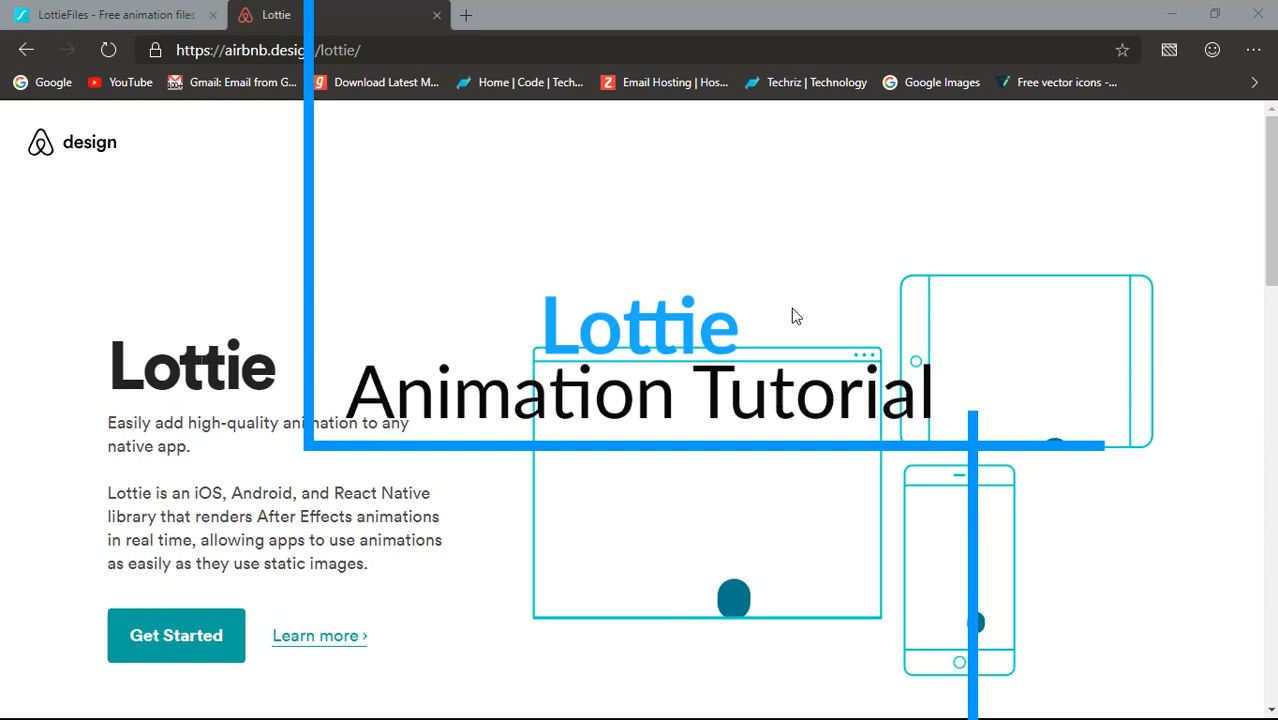 LottieFiles - Free animation files
Lottie
https://airbnb.design/lottie/
Google
YouTube
Gmail: Email from G...
Download Latest M...
Home | Code | Tech...
Email Hosting | Hos...
Techriz | Technology
Google Images
Free vector icons -...
design
Lottie
Animation Tutorial
Lottie
Easily add high-quality animation to any
native app.
Lottie is an iOS, Android, and React Native
library that renders After Effects animations
in real time, allowing apps to use animations
as easily as they use static images.
Get Started
Learn more ›